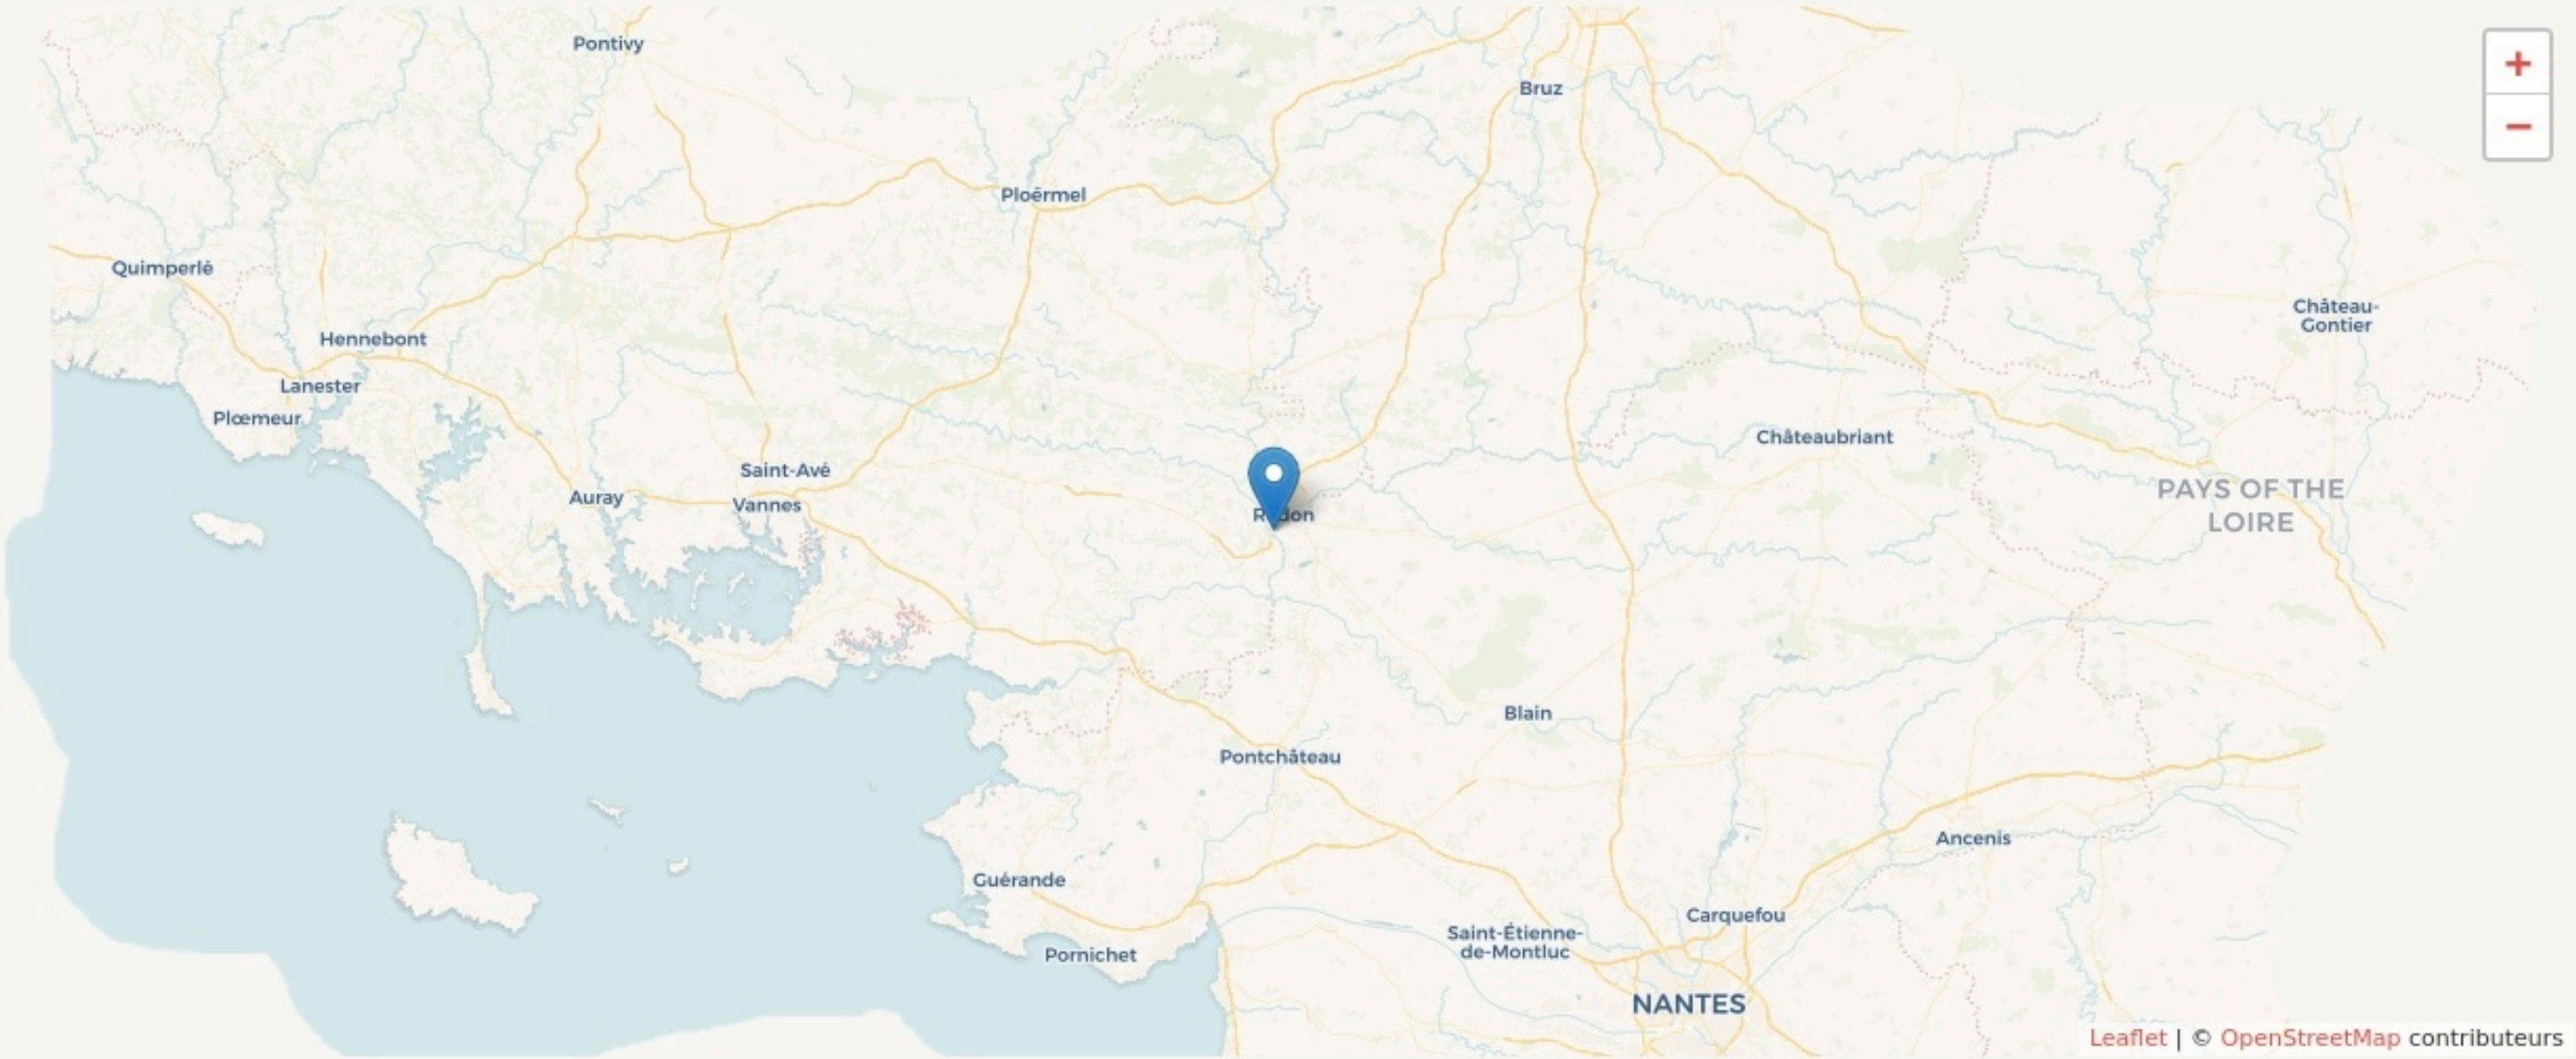 Pontivy
+
Bruz
−
Ploërmel
Quimperlé
Château-
Gontier
Hennebont
Lanester
Plœmeur
Châteaubriant
Saint-Avé
PAYS OF THE
LOIRE
Auray
Vannes
Redon
Blain
Pontchâteau
Ancenis
Guérande
Carquefou
Saint-Étienne-
de-Montluc
Pornichet
NANTES
Leaflet | © OpenStreetMap contributeurs